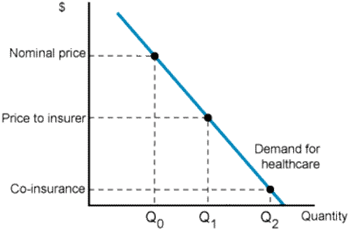 $
Nominal price
Price to insurer
Demand for
healthcare
Co-insurance
Q0
Q1
Q2
Quantity